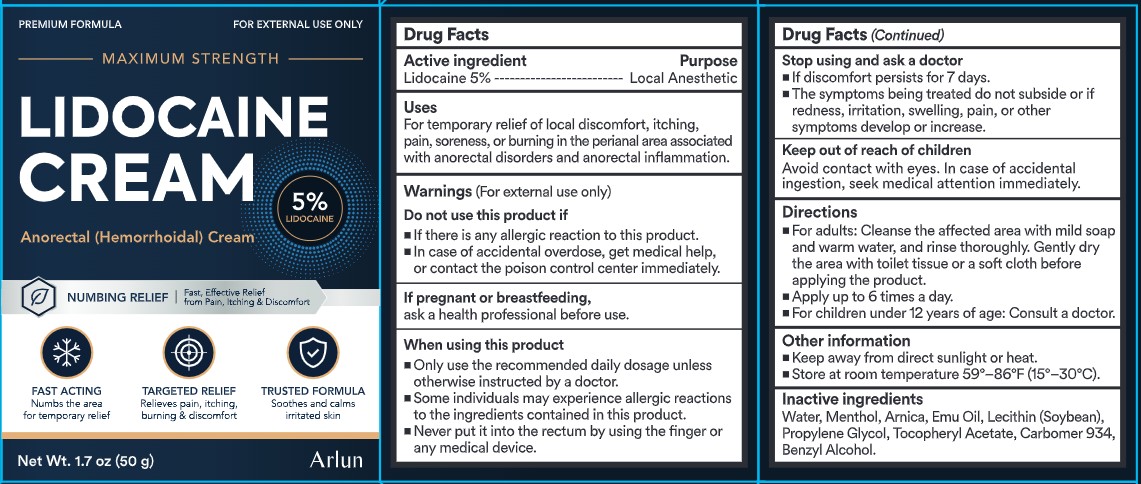 PREMIUM FORMULA
FOR EXTERNAL USE ONLY
MAXIMUM STRENGTH
LIDOCAINE
CREAM
5%
LIDOCAINE
Anorectal (Hemorrhoidal) Cream
NUMBING RELIEF
Fast, Effective Relief
from Pain, Itching & Discomfort
FAST ACTING
Numbs the area
for temporary relief
TARGETED RELIEF
Relieves pain, itching,
burning & discomfort
TRUSTED FORMULA
Soothes and calms
irritated skin
Net Wt. 1.7 oz (50 g)
Arlun
Drug Facts
Active ingredient Purpose
Lidocaine 5% ------------------------- Local Anesthetic
Uses
For temporary relief of local discomfort, itching,
pain, soreness, or burning in the perianal area associated
with anorectal disorders and anorectal inflammation.
Warnings (For external use only)
Do not use this product if
▪ If there is any allergic reaction to this product.
▪ In case of accidental overdose, get medical help,
or contact the poison control center immediately.
If pregnant or breastfeeding,
ask a health professional before use.
When using this product
▪ Only use the recommended daily dosage unless
otherwise instructed by a doctor.
▪ Some individuals may experience allergic reactions
to the ingredients contained in this product.
▪ Never put it into the rectum by using the finger or
any medical device.
Drug Facts (Continued)
Stop using and ask a doctor
▪ If discomfort persists for 7 days.
▪ The symptoms being treated do not subside or if
redness, irritation, swelling, pain, or other
symptoms develop or increase.
Keep out of reach of children
Avoid contact with eyes. In case of accidental
ingestion, seek medical attention immediately.
Directions
▪ For adults: Cleanse the affected area with mild soap
and warm water, and rinse thoroughly. Gently dry
the area with toilet tissue or a soft cloth before
applying the product.
▪ Apply up to 6 times a day.
▪ For children under 12 years of age: Consult a doctor.
Other information
▪ Keep away from direct sunlight or heat.
▪ Store at room temperature 59°–86°F (15°–30°C).
Inactive ingredients
Water, Menthol, Arnica, Emu Oil, Lecithin (Soybean),
Propylene Glycol, Tocopheryl Acetate, Carbomer 934,
Benzyl Alcohol.